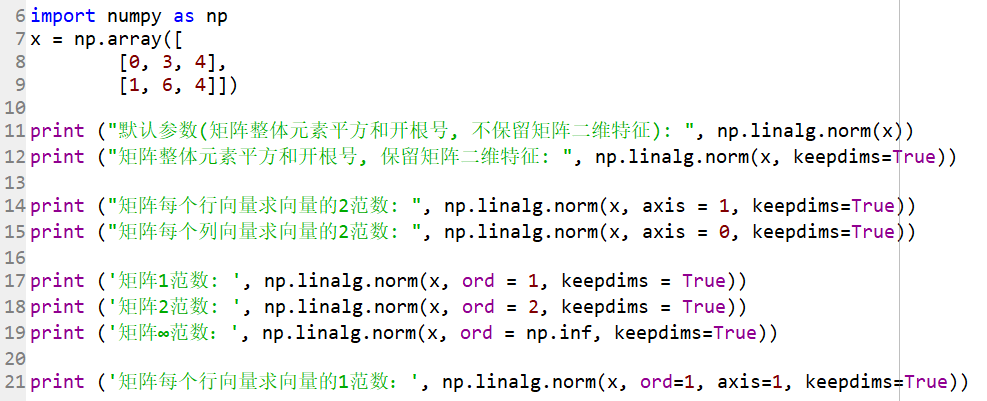 6 import numpy as np
7 x = np.array([
8         [0, 3, 4],
9         [1, 6, 4]])
10
11 print ("默认参数(矩阵整体元素平方和开根号, 不保留矩阵二维特征): ", np.linalg.norm(x))
12 print ("矩阵整体元素平方和开根号, 保留矩阵二维特征: ", np.linalg.norm(x, keepdims=True))
13
14 print ("矩阵每个行向量求向量的2范数: ", np.linalg.norm(x, axis = 1, keepdims=True))
15 print ("矩阵每个列向量求向量的2范数: ", np.linalg.norm(x, axis = 0, keepdims=True))
16
17 print ('矩阵1范数: ', np.linalg.norm(x, ord = 1, keepdims = True))
18 print ('矩阵2范数: ', np.linalg.norm(x, ord = 2, keepdims = True))
19 print ('矩阵∞范数: ', np.linalg.norm(x, ord = np.inf, keepdims=True))
20
21 print ('矩阵每个行向量求向量的1范数: ', np.linalg.norm(x, ord=1, axis=1, keepdims=True))